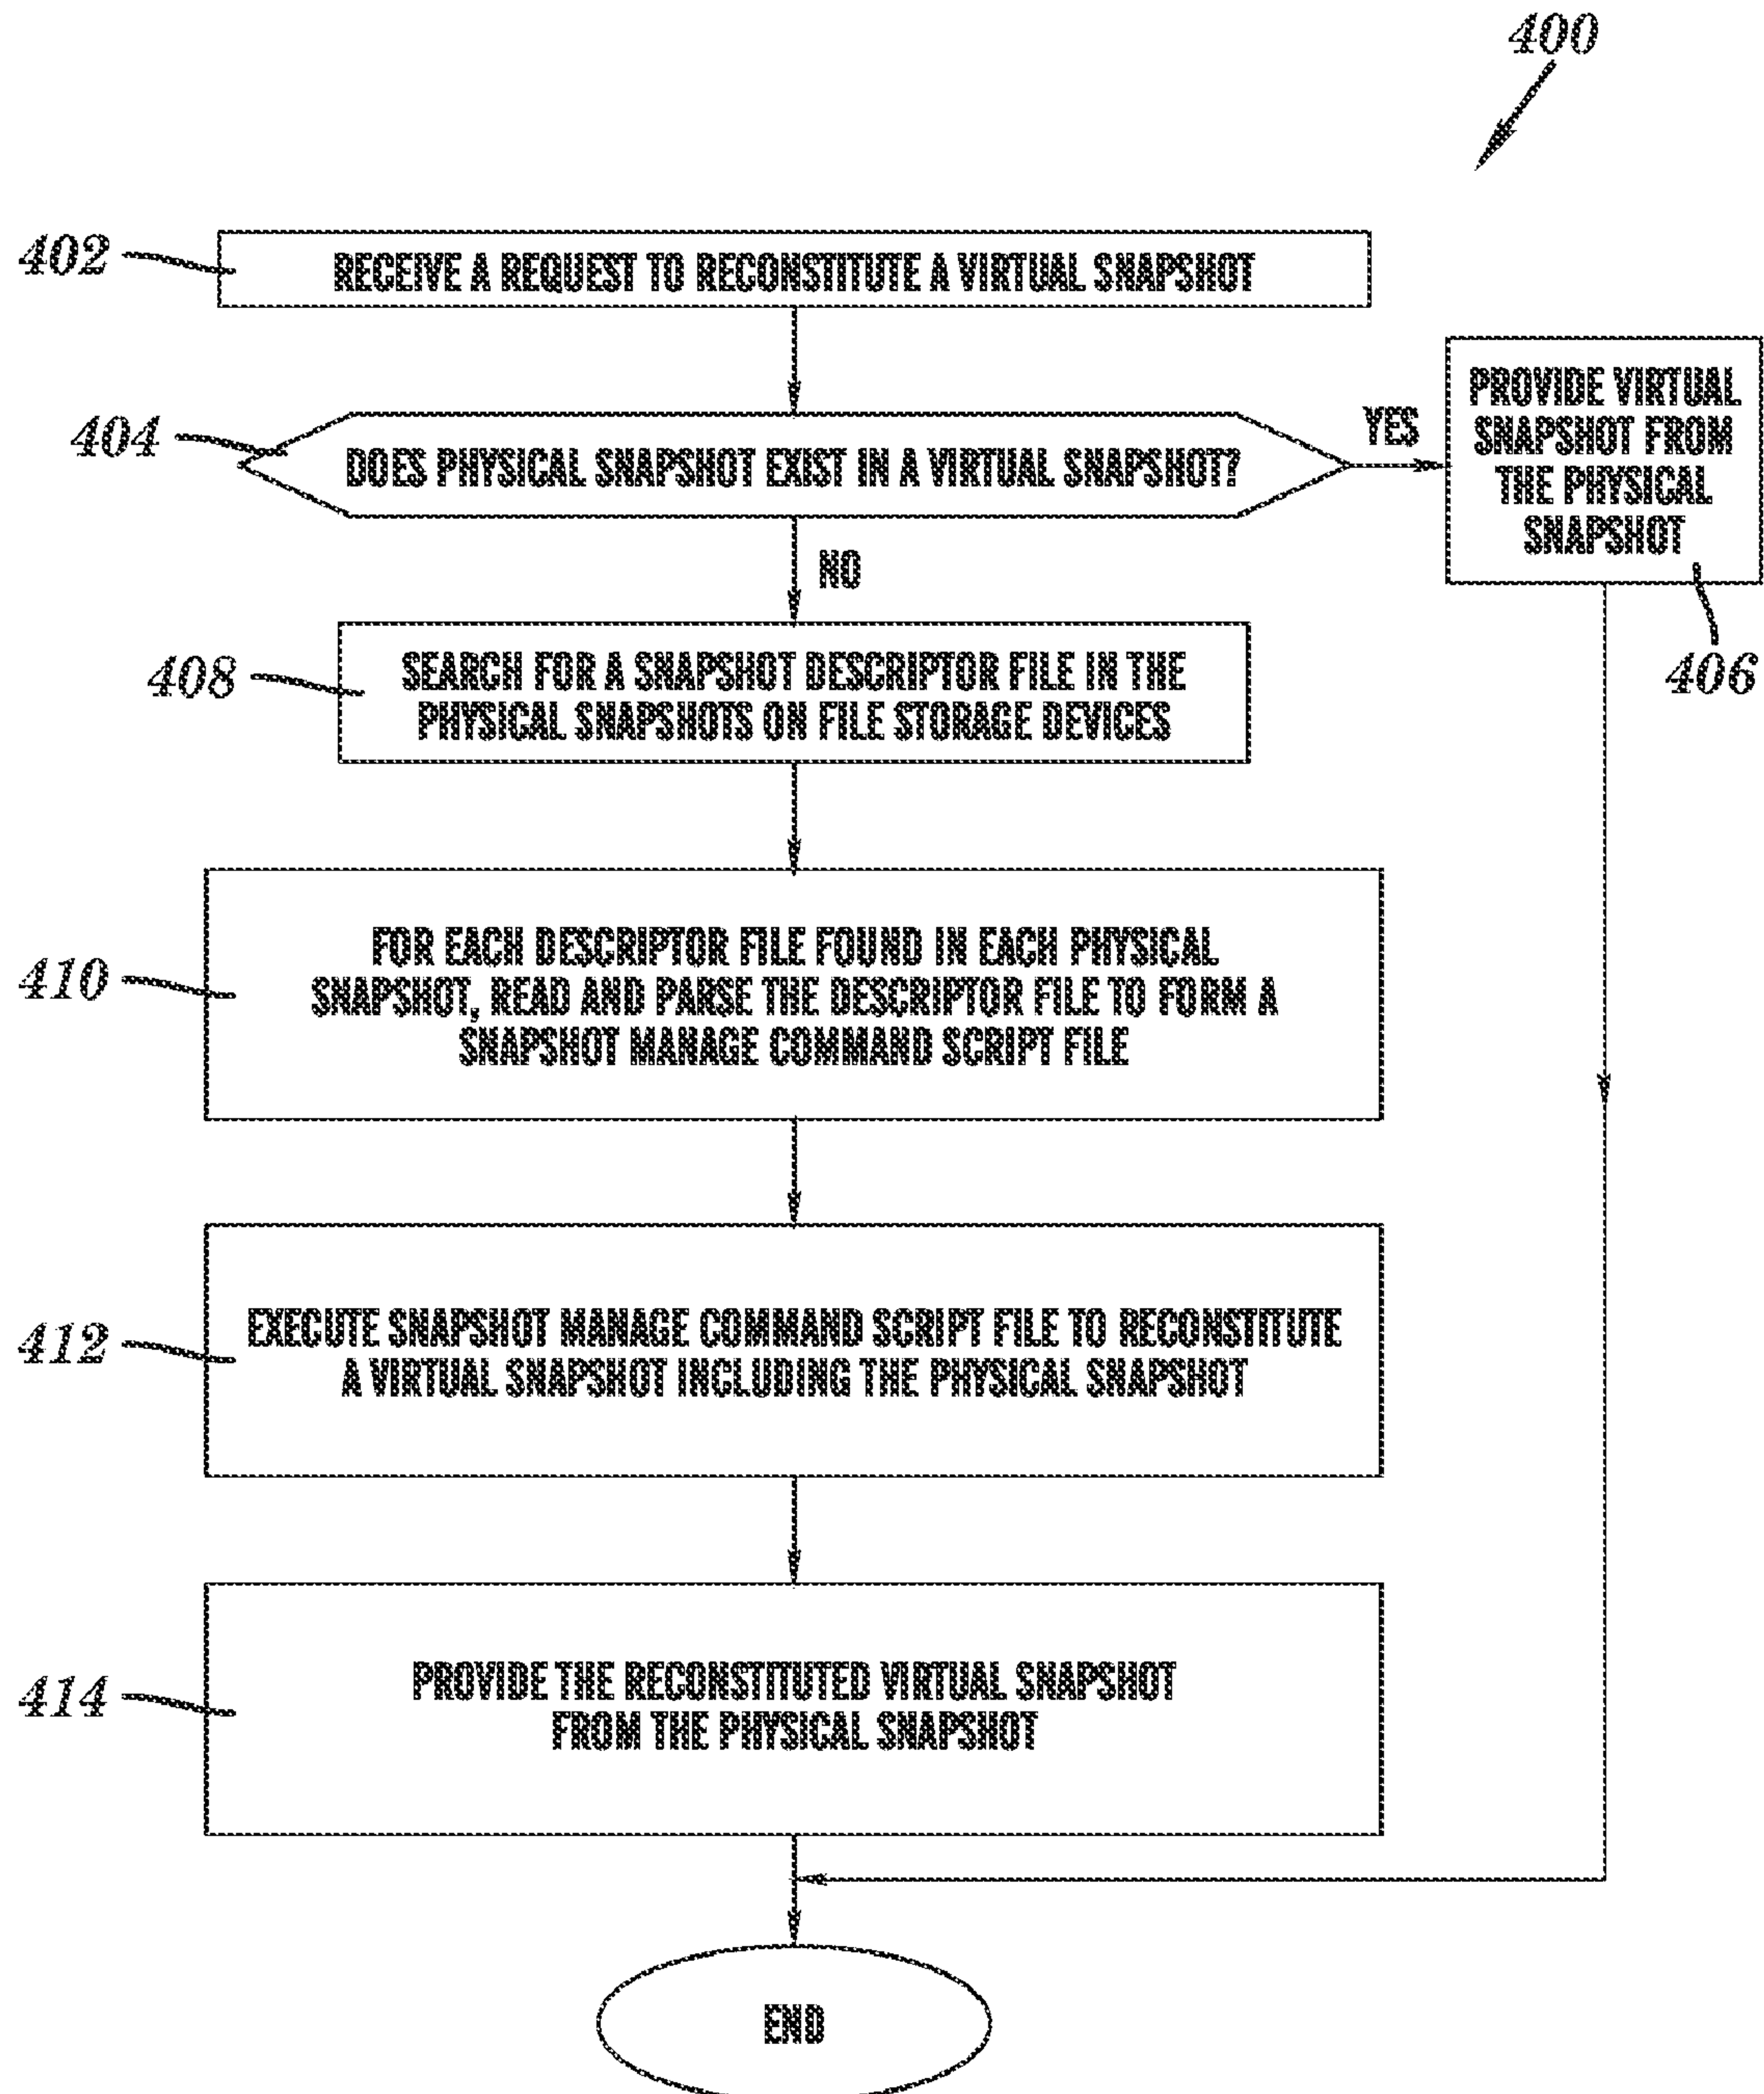 400
402
RECEIVE A REQUEST TO RECONSTITUTE A VIRTUAL SNAPSHOT
404
DOES PHYSICAL SNAPSHOT EXIST IN A VIRTUAL SNAPSHOT?
YES
PROVIDE VIRTUAL
SNAPSHOT FROM
THE PHYSICAL
SNAPSHOT
406
NO
408
SEARCH FOR A SNAPSHOT DESCRIPTOR FILE IN THE
PHYSICAL SNAPSHOTS ON FILE STORAGE DEVICES
410
FOR EACH DESCRIPTOR FILE FOUND IN EACH PHYSICAL
SNAPSHOT, READ AND PARSE THE DESCRIPTOR FILE TO FORM A
SNAPSHOT MANAGE COMMAND SCRIPT FILE
412
EXECUTE SNAPSHOT MANAGE COMMAND SCRIPT FILE TO RECONSTITUTE
A VIRTUAL SNAPSHOT INCLUDING THE PHYSICAL SNAPSHOT
414
PROVIDE THE RECONSTITUTED VIRTUAL SNAPSHOT
FROM THE PHYSICAL SNAPSHOT
END